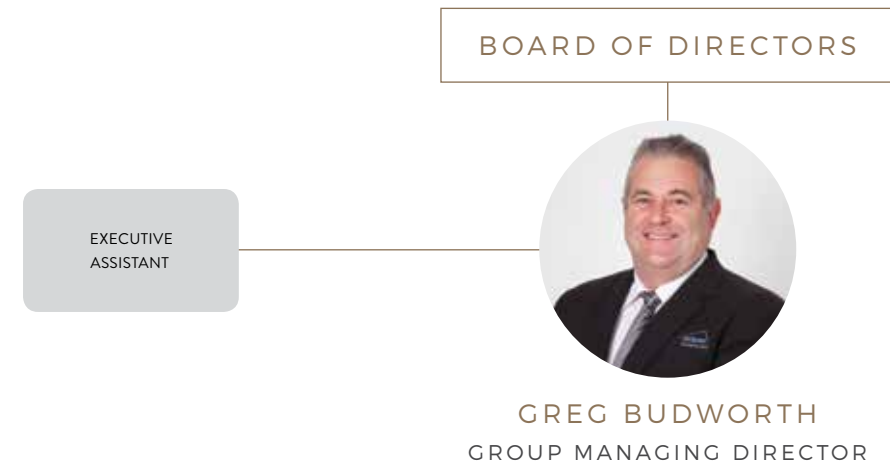 BOARD OF DIRECTORS
EXECUTIVE
ASSISTANT
GREG BUDWORTH
GROUP MANAGING DIRECTOR